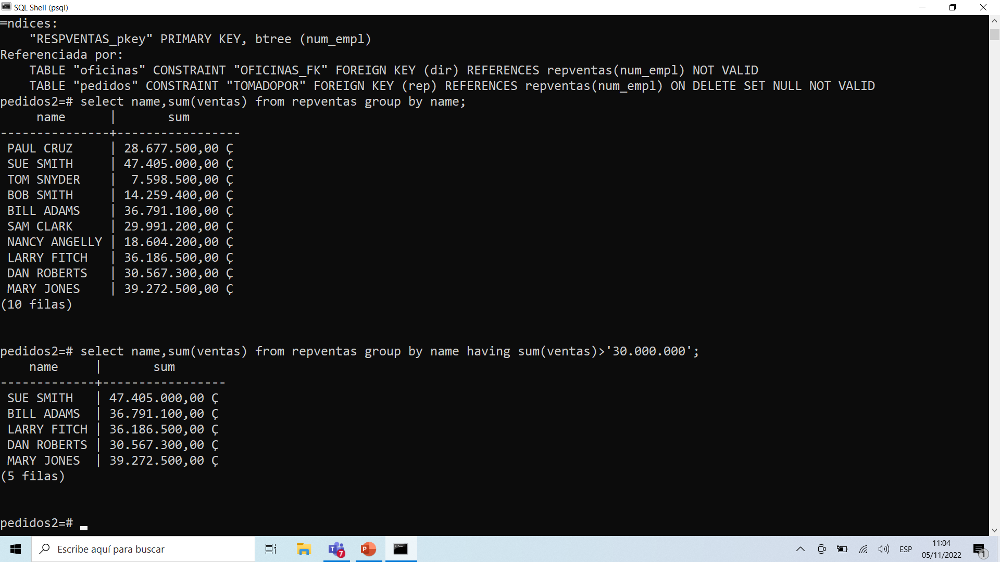 SQL Shell (psql)
=ndices:
    "RESPVENTAS_pkey" PRIMARY KEY, btree (num_empl)
Referenciada por:
    TABLE "oficinas" CONSTRAINT "OFICINAS_FK" FOREIGN KEY (dir) REFERENCES repventas(num_empl) NOT VALID
    TABLE "pedidos" CONSTRAINT "TOMADOPOR" FOREIGN KEY (rep) REFERENCES repventas(num_empl) ON DELETE SET NULL NOT VALID
pedidos2=# select name,sum(ventas) from repventas group by name;
     name      |       sum
---------------+-----------------
 PAUL CRUZ     | 28.677.500,00 Ç
 SUE SMITH     | 47.405.000,00 Ç
 TOM SNYDER    |  7.598.500,00 Ç
 BOB SMITH     | 14.259.400,00 Ç
 BILL ADAMS    | 36.791.100,00 Ç
 SAM CLARK     | 29.991.200,00 Ç
 NANCY ANGELLY | 18.604.200,00 Ç
 LARRY FITCH   | 36.186.500,00 Ç
 DAN ROBERTS   | 30.567.300,00 Ç
 MARY JONES    | 39.272.500,00 Ç
(10 filas)
pedidos2=# select name,sum(ventas) from repventas group by name having sum(ventas)>'30.000.000';
    name     |       sum
-------------+-----------------
 SUE SMITH   | 47.405.000,00 Ç
 BILL ADAMS  | 36.791.100,00 Ç
 LARRY FITCH | 36.186.500,00 Ç
 DAN ROBERTS | 30.567.300,00 Ç
 MARY JONES  | 39.272.500,00 Ç
(5 filas)
pedidos2=#
Escribe aquí para buscar
7
ESP
11:04
05/11/2022
1